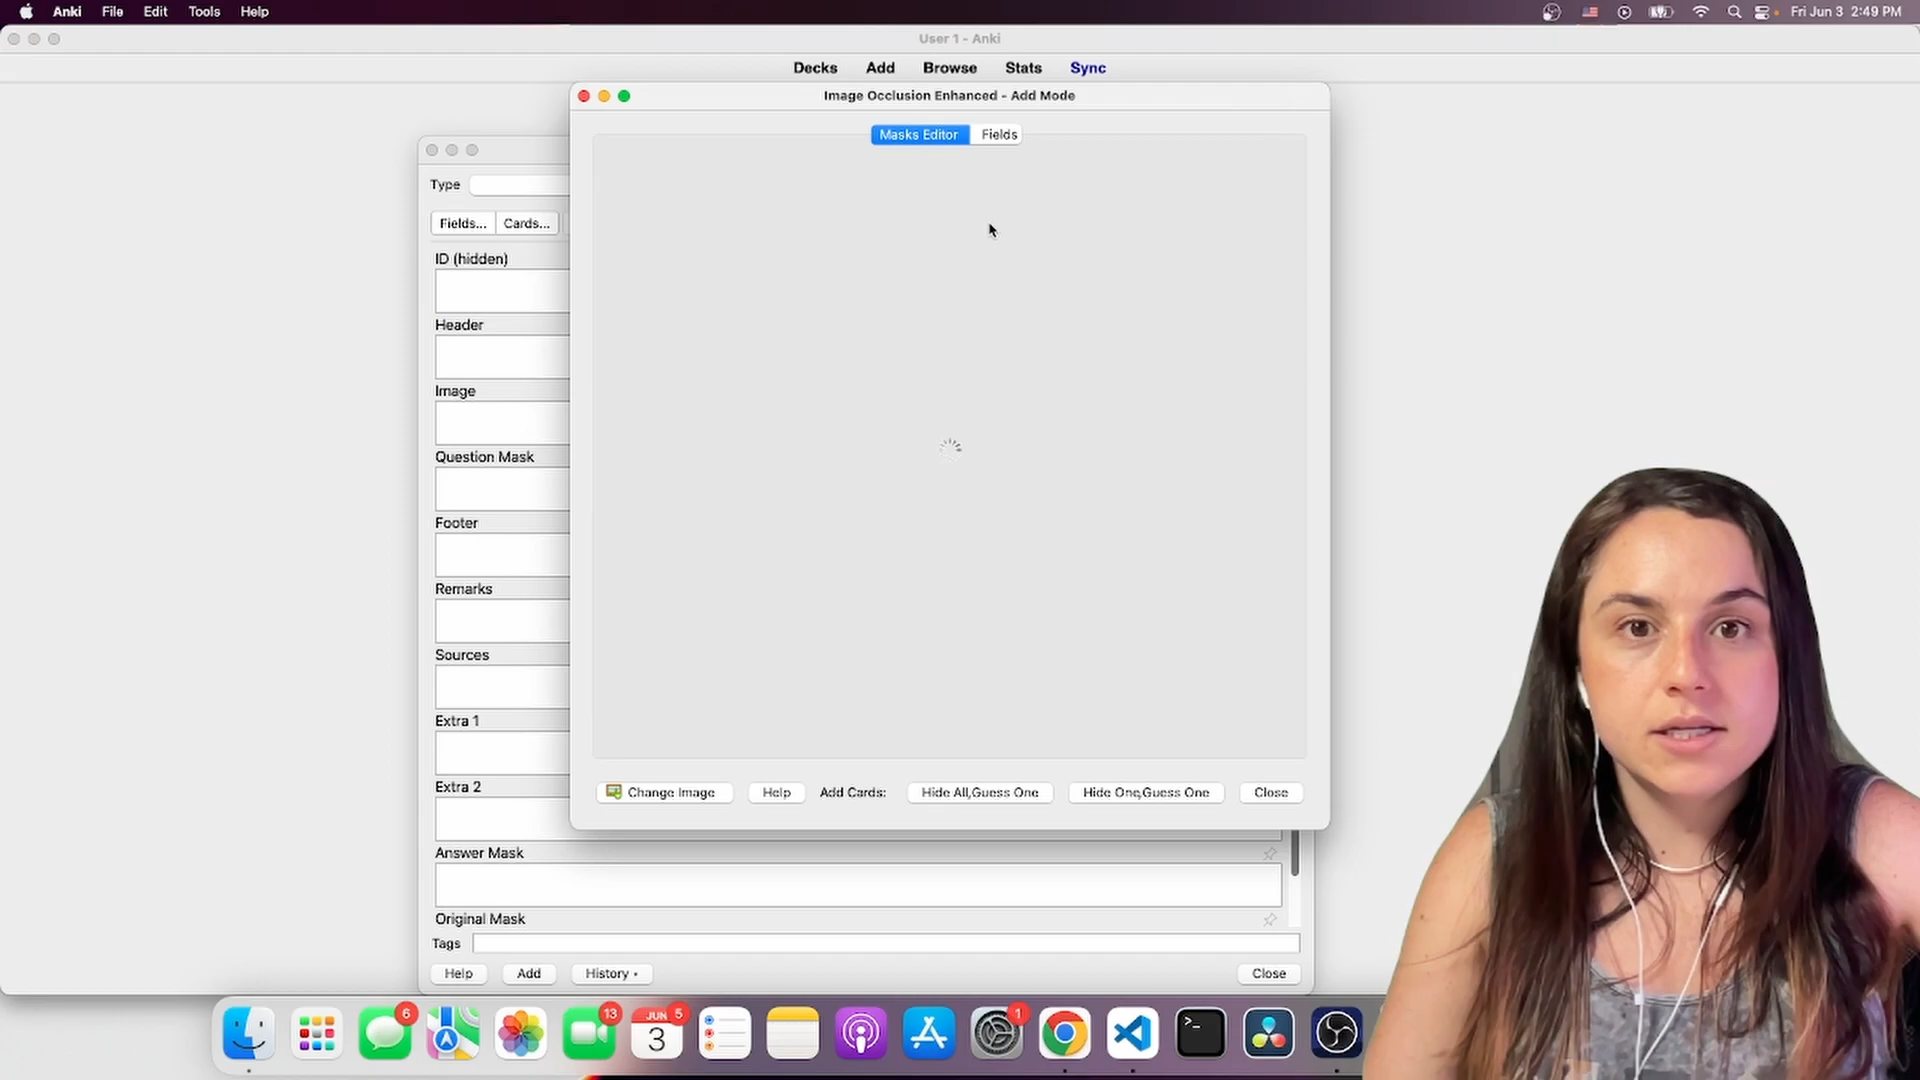 Anki File Edit Tools Help Fri Jun 3 2:49 PM
User 1 - Anki
Decks Add Browse Stats Sync
Image Occlusion Enhanced - Add Mode
Masks Editor Fields
Type
Fields... Cards...
ID (hidden)
Header
Image
Question Mask
Footer
Remarks
Sources
Extra 1
Extra 2
Change Image Help Add Cards: Hide All,Guess One Hide One,Guess One Close
Answer Mask
Original Mask
Tags
Help Add History Close
6
13
JUN 5
3
1
>_